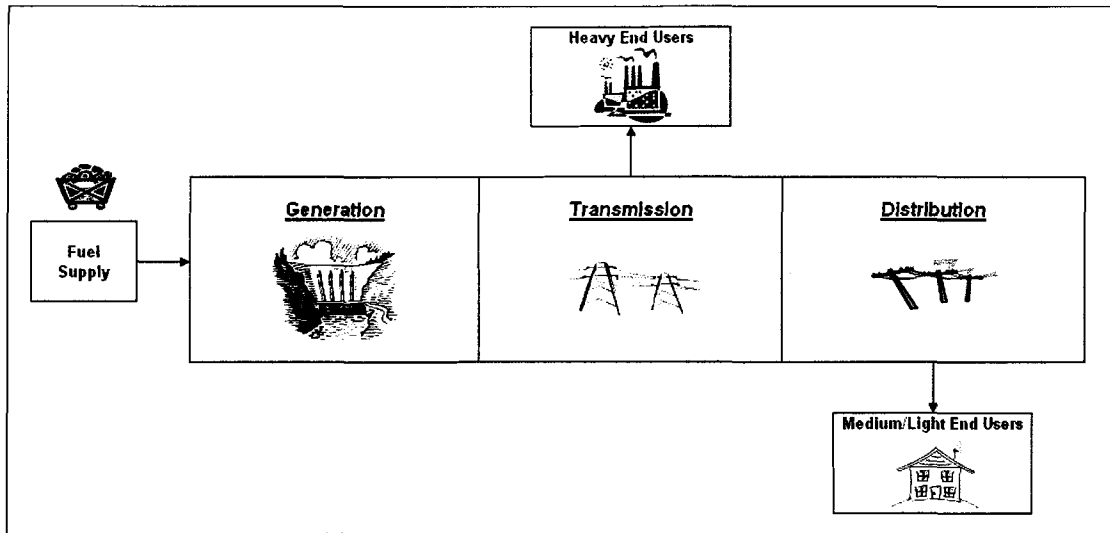 Heavy End Users
Fuel
Supply
Generation
Transmission
Distribution
Medium/Light End Users